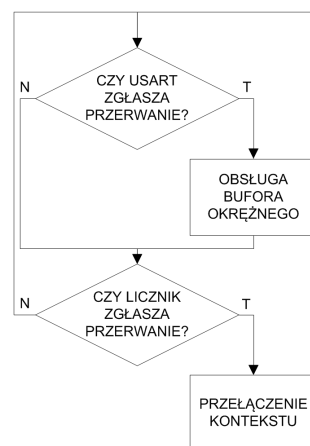 CZY USART
ZGŁASZA
PRZERWANIE?
N
T
OBSŁUGA
BUFORA
OKRĘŻNEGO
CZY LICZNIK
ZGŁASZA
PRZERWANIE?
N
T
PRZEŁĄCZENIE
KONTEKSTU